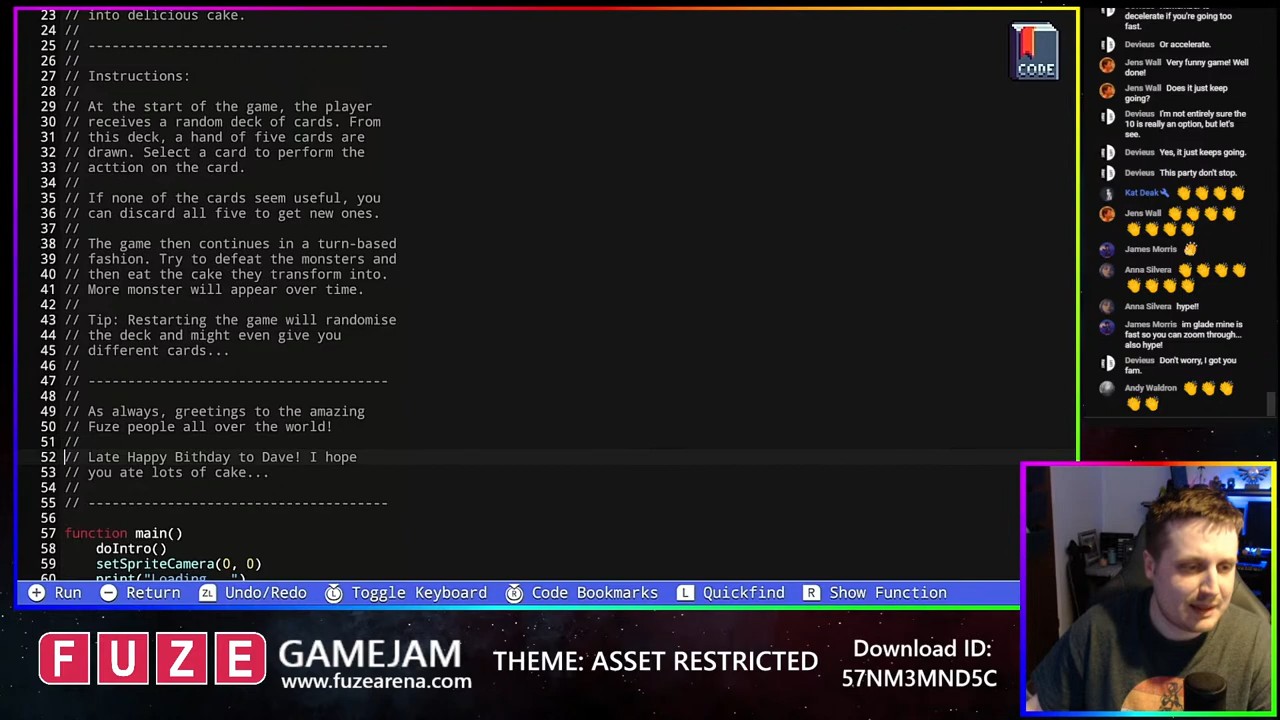 23 // into delicious cake.
24 //
25 // --------------------------------------
26 //
27 // Instructions:
28 //
29 // At the start of the game, the player
30 // receives a random deck of cards. From
31 // this deck, a hand of five cards are
32 // drawn. Select a card to perform the
33 // acttion on the card.
34 //
35 // If none of the cards seem useful, you
36 // can discard all five to get new ones.
37 //
38 // The game then continues in a turn-based
39 // fashion. Try to defeat the monsters and
40 // then eat the cake they transform into.
41 // More monster will appear over time.
42 //
43 // Tip: Restarting the game will randomise
44 // the deck and might even give you
45 // different cards...
46 //
47 // --------------------------------------
48 //
49 // As always, greetings to the amazing
50 // Fuze people all over the world!
51 //
52 // Late Happy Bithday to Dave! I hope
53 // you ate lots of cake...
54 //
55 // --------------------------------------
56
57 function main()
58 doIntro()
59 setSpriteCamera(0, 0)
60 print("Loading...")
CODE
+ Run - Return ZL Undo/Redo L Toggle Keyboard R Code Bookmarks L Quickfind R Show Function
decelerate if you're going too
fast.
Devieus Or accelerate.
Jens Wall Very funny game! Well
done!
Jens Wall Does it just keep
going?
Devieus I'm not entirely sure the
10 is really an option, but let's
see.
Devieus Yes, it just keeps going.
Devieus This party don't stop.
Kat Deak
Jens Wall
James Morris
Anna Silvera
Anna Silvera hype!!
James Morris im glade mine is
fast so you can zoom through...
also hype!
Devieus Don't worry, I got you
fam.
Andy Waldron
FUZE GAMEJAM
www.fuzearena.com
THEME: ASSET RESTRICTED
Download ID:
57NM3MND5C